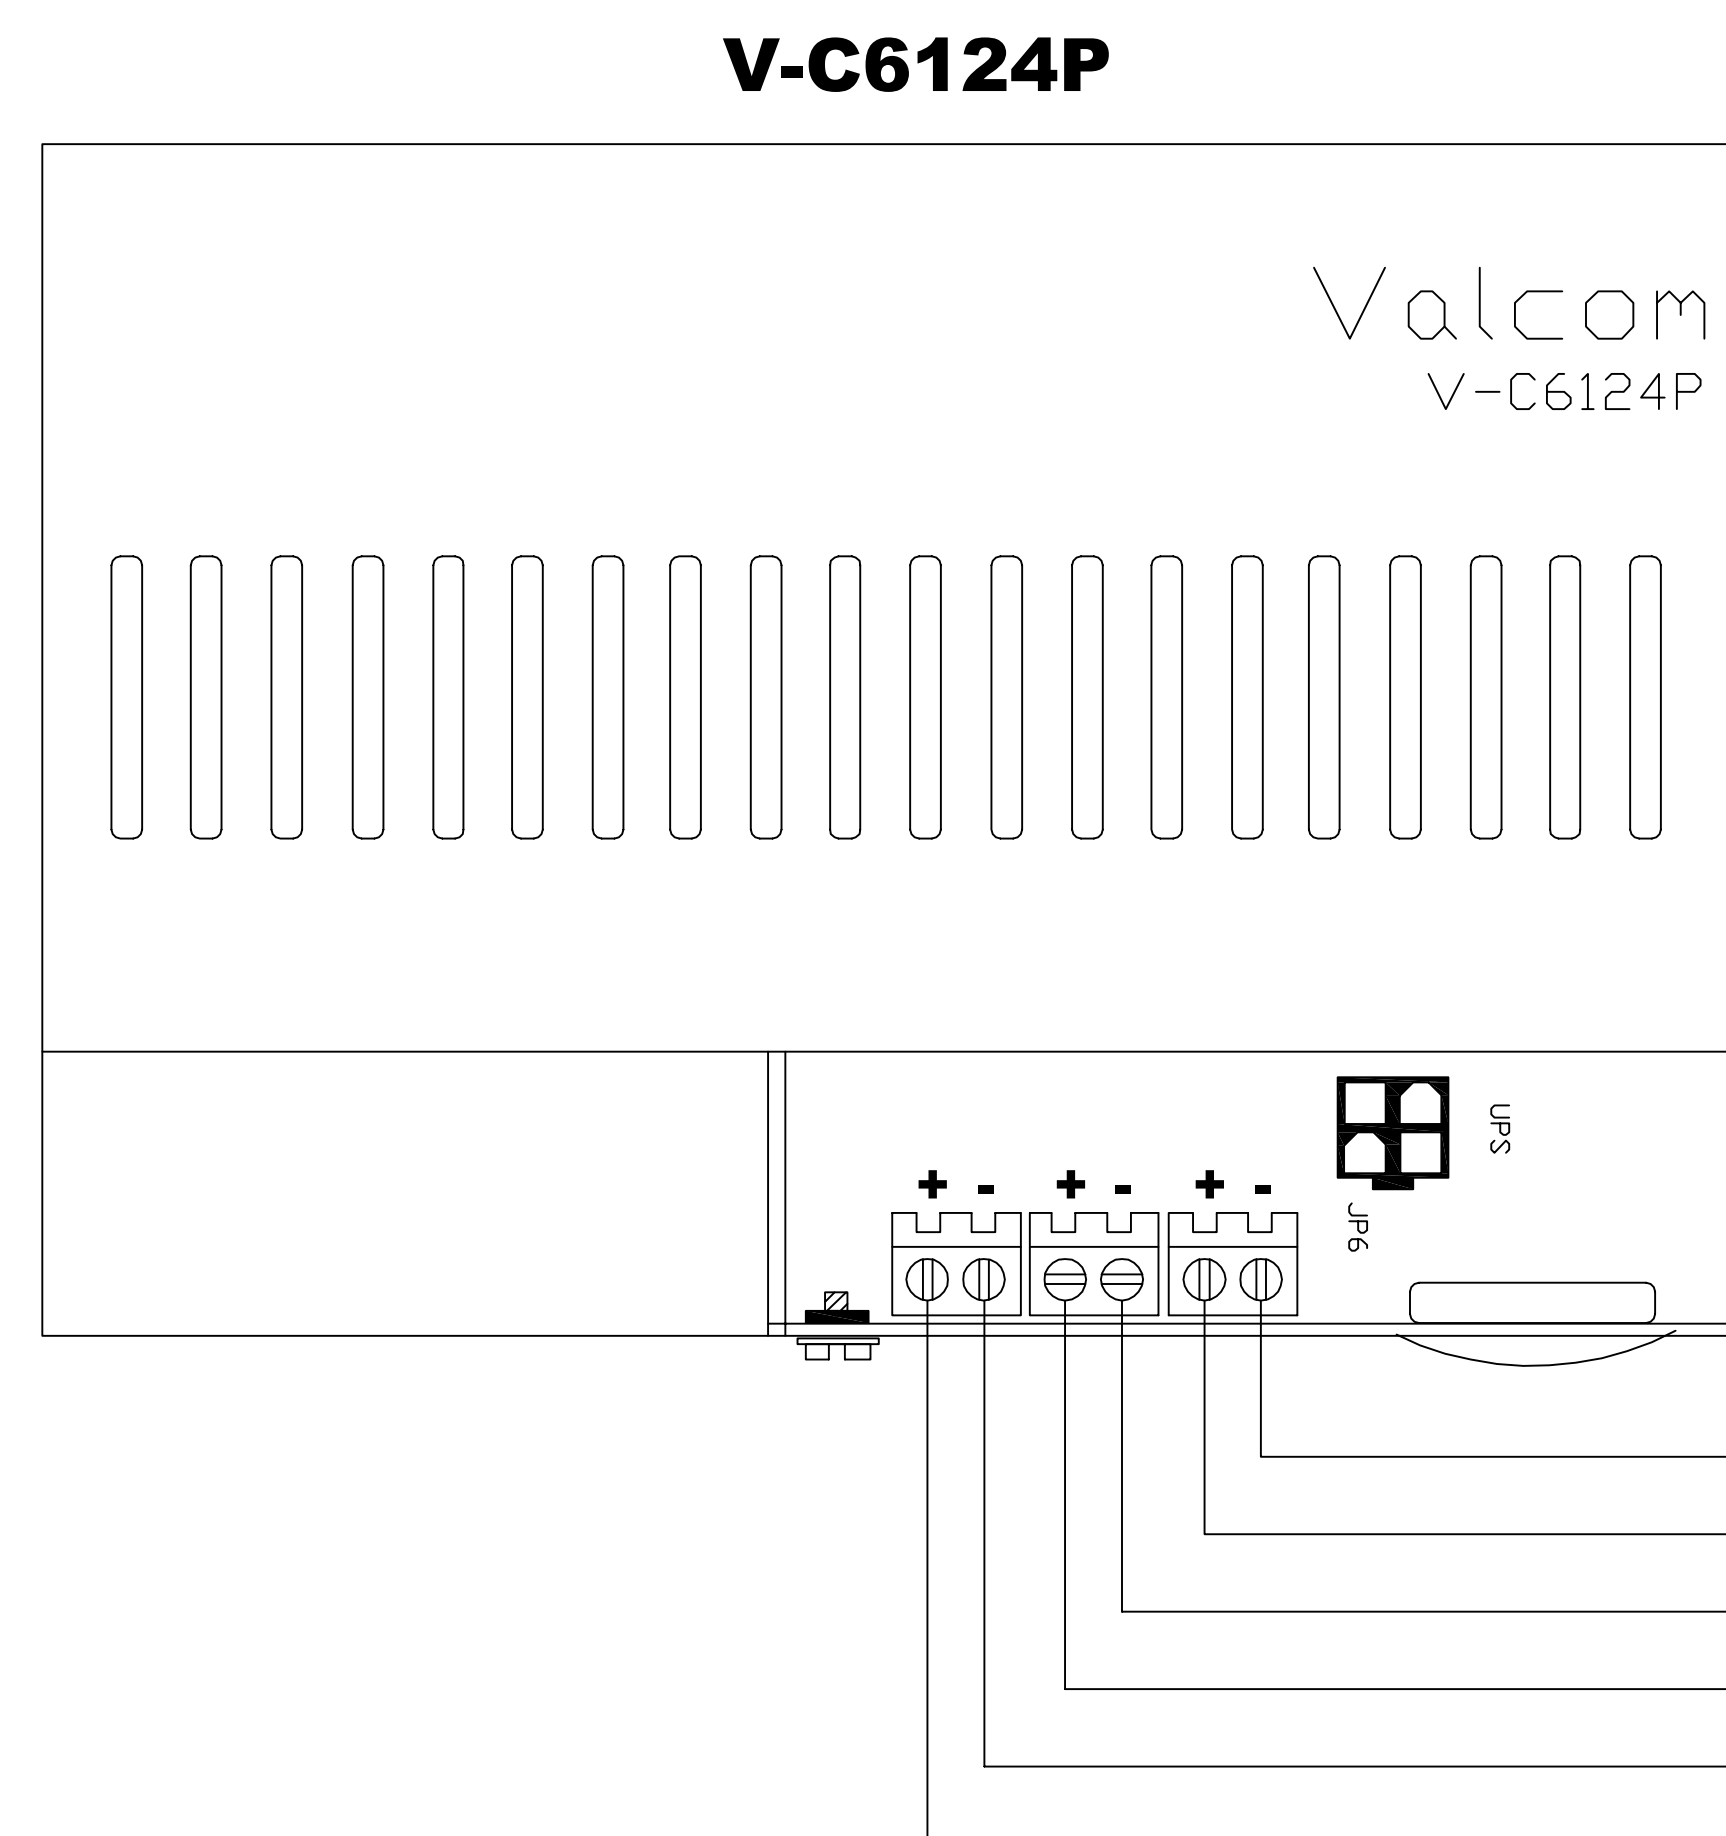 V-C6124P
Valcom
V-C6124P
UPS
+ - + - + -
JP6